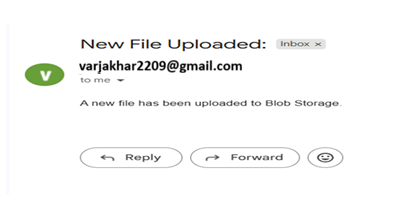 New File Uploaded: Inbox ×
V
varjakhar2209@gmail.com
to me
A new file has been uploaded to Blob Storage.
Reply Forward